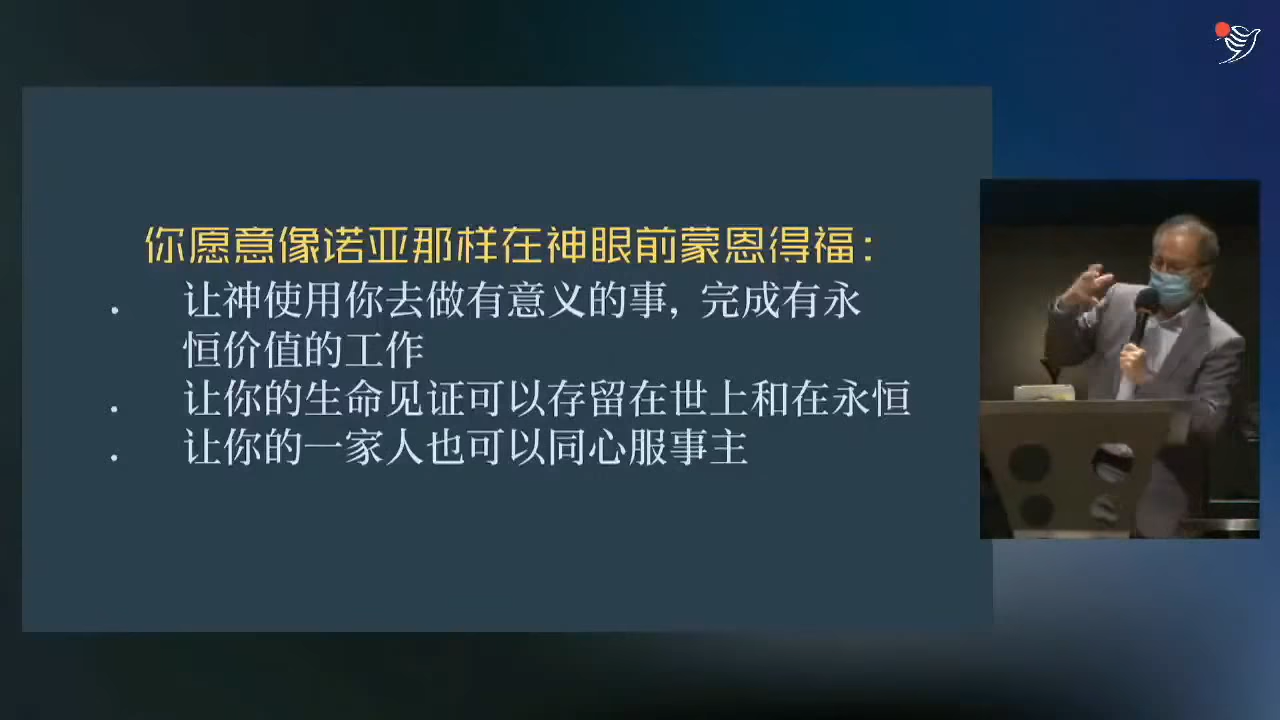 你愿意像诺亚那样在神眼前蒙恩得福：
. 让神使用你去做有意义的事, 完成有永
恒价值的工作
. 让你的生命见证可以存留在世上和在永恒
. 让你的一家人也可以同心服事主